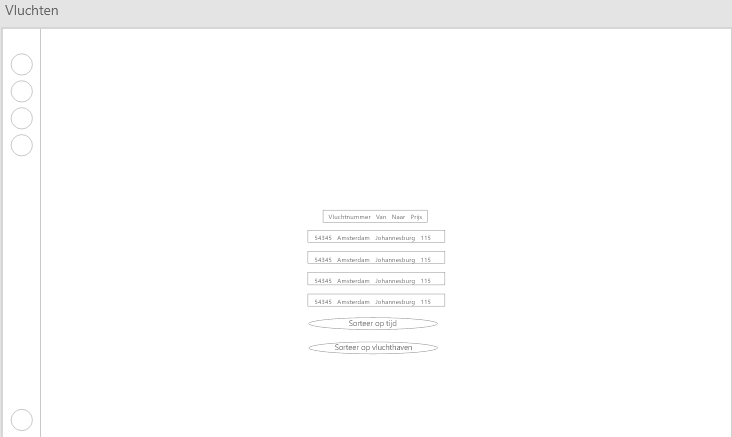 Vluchten
Vluchtnummer Van Naar Prijs
54345 Amsterdam Johannesburg 115
54345 Amsterdam Johannesburg 115
54345 Amsterdam Johannesburg 115
54345 Amsterdam Johannesburg 115
Sorteer op tijd
Sorteer op vluchthaven